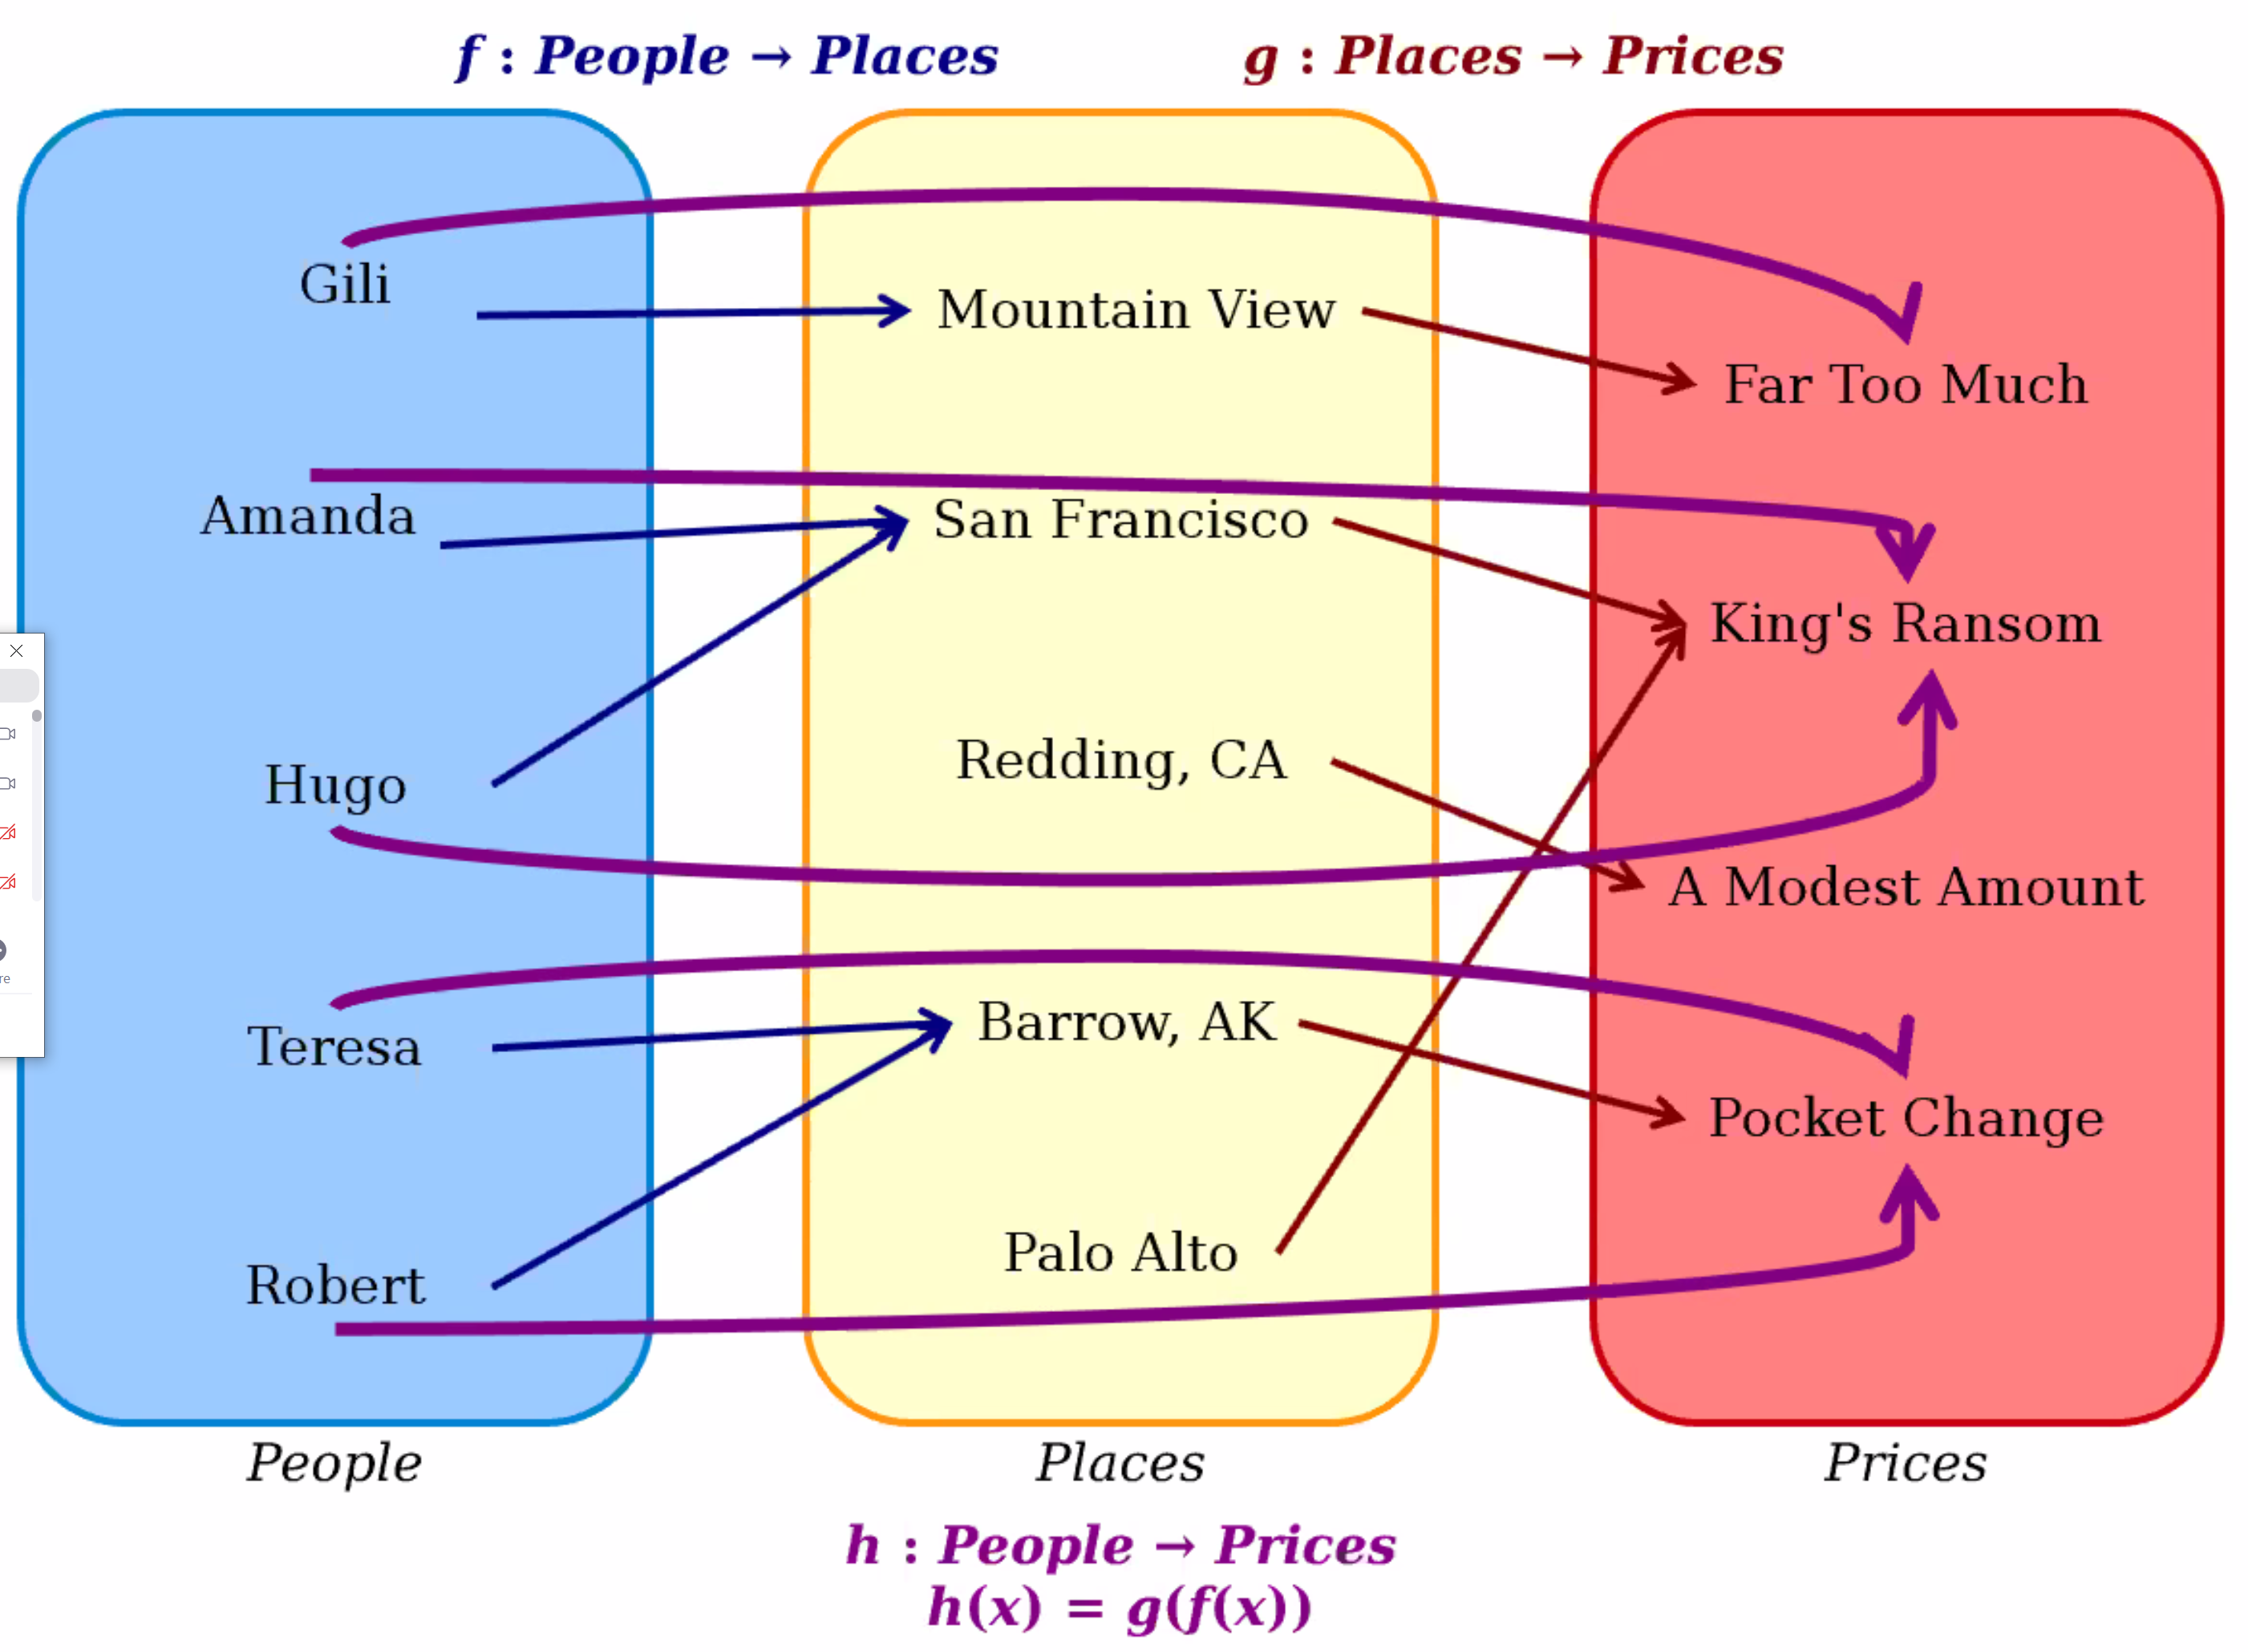 f : People → Places
g : Places → Prices
Gili
Mountain View
Far Too Much
Amanda
San Francisco
King's Ransom
Hugo
Redding, CA
A Modest Amount
Teresa
Barrow, AK
Pocket Change
Robert
Palo Alto
re
People
Places
Prices
h : People → Prices
h(x) = g(f(x))